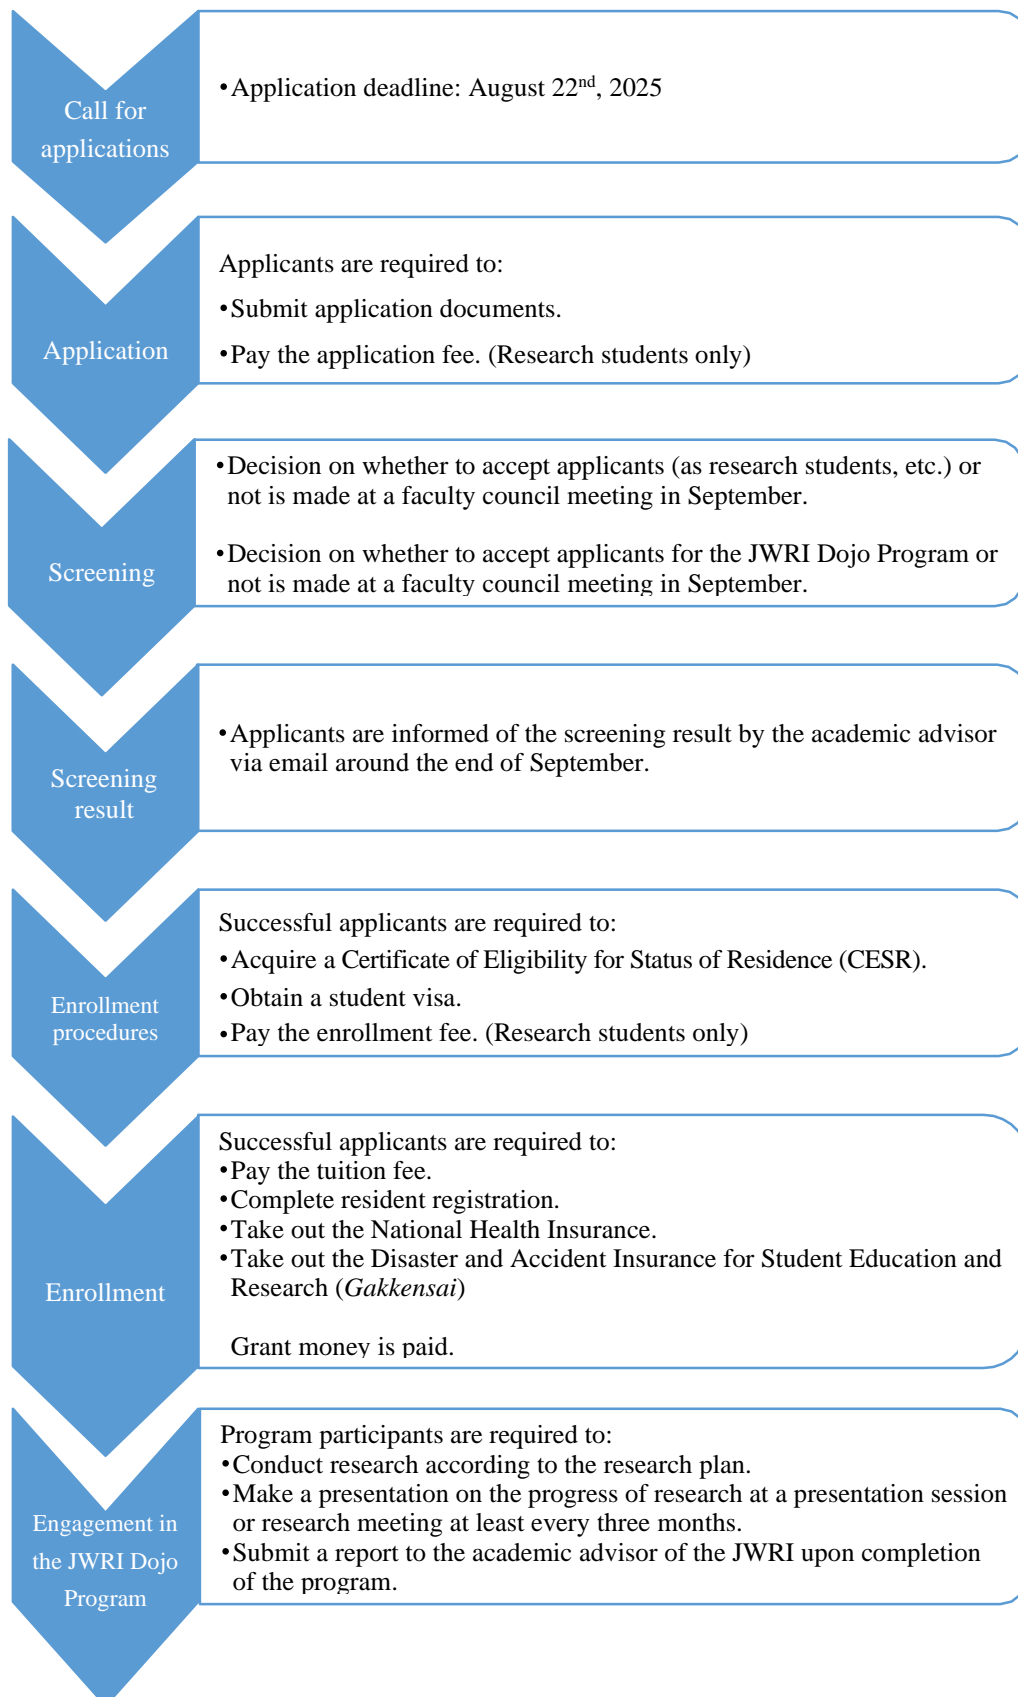 Call for
applications
•Application deadline: August 22nd, 2025
Application
Applicants are required to:
•Submit application documents.
•Pay the application fee. (Research students only)
Screening
•Decision on whether to accept applicants (as research students, etc.) or
not is made at a faculty council meeting in September.
•Decision on whether to accept applicants for the JWRI Dojo Program or
not is made at a faculty council meeting in September.
Screening
result
•Applicants are informed of the screening result by the academic advisor
via email around the end of September.
Enrollment
procedures
Successful applicants are required to:
•Acquire a Certificate of Eligibility for Status of Residence (CESR).
•Obtain a student visa.
•Pay the enrollment fee. (Research students only)
Enrollment
Successful applicants are required to:
•Pay the tuition fee.
•Complete resident registration.
•Take out the National Health Insurance.
•Take out the Disaster and Accident Insurance for Student Education and
Research (Gakkensai)
Grant money is paid.
Engagement in
the JWRI Dojo
Program
Program participants are required to:
•Conduct research according to the research plan.
•Make a presentation on the progress of research at a presentation session
or research meeting at least every three months.
•Submit a report to the academic advisor of the JWRI upon completion
of the program.